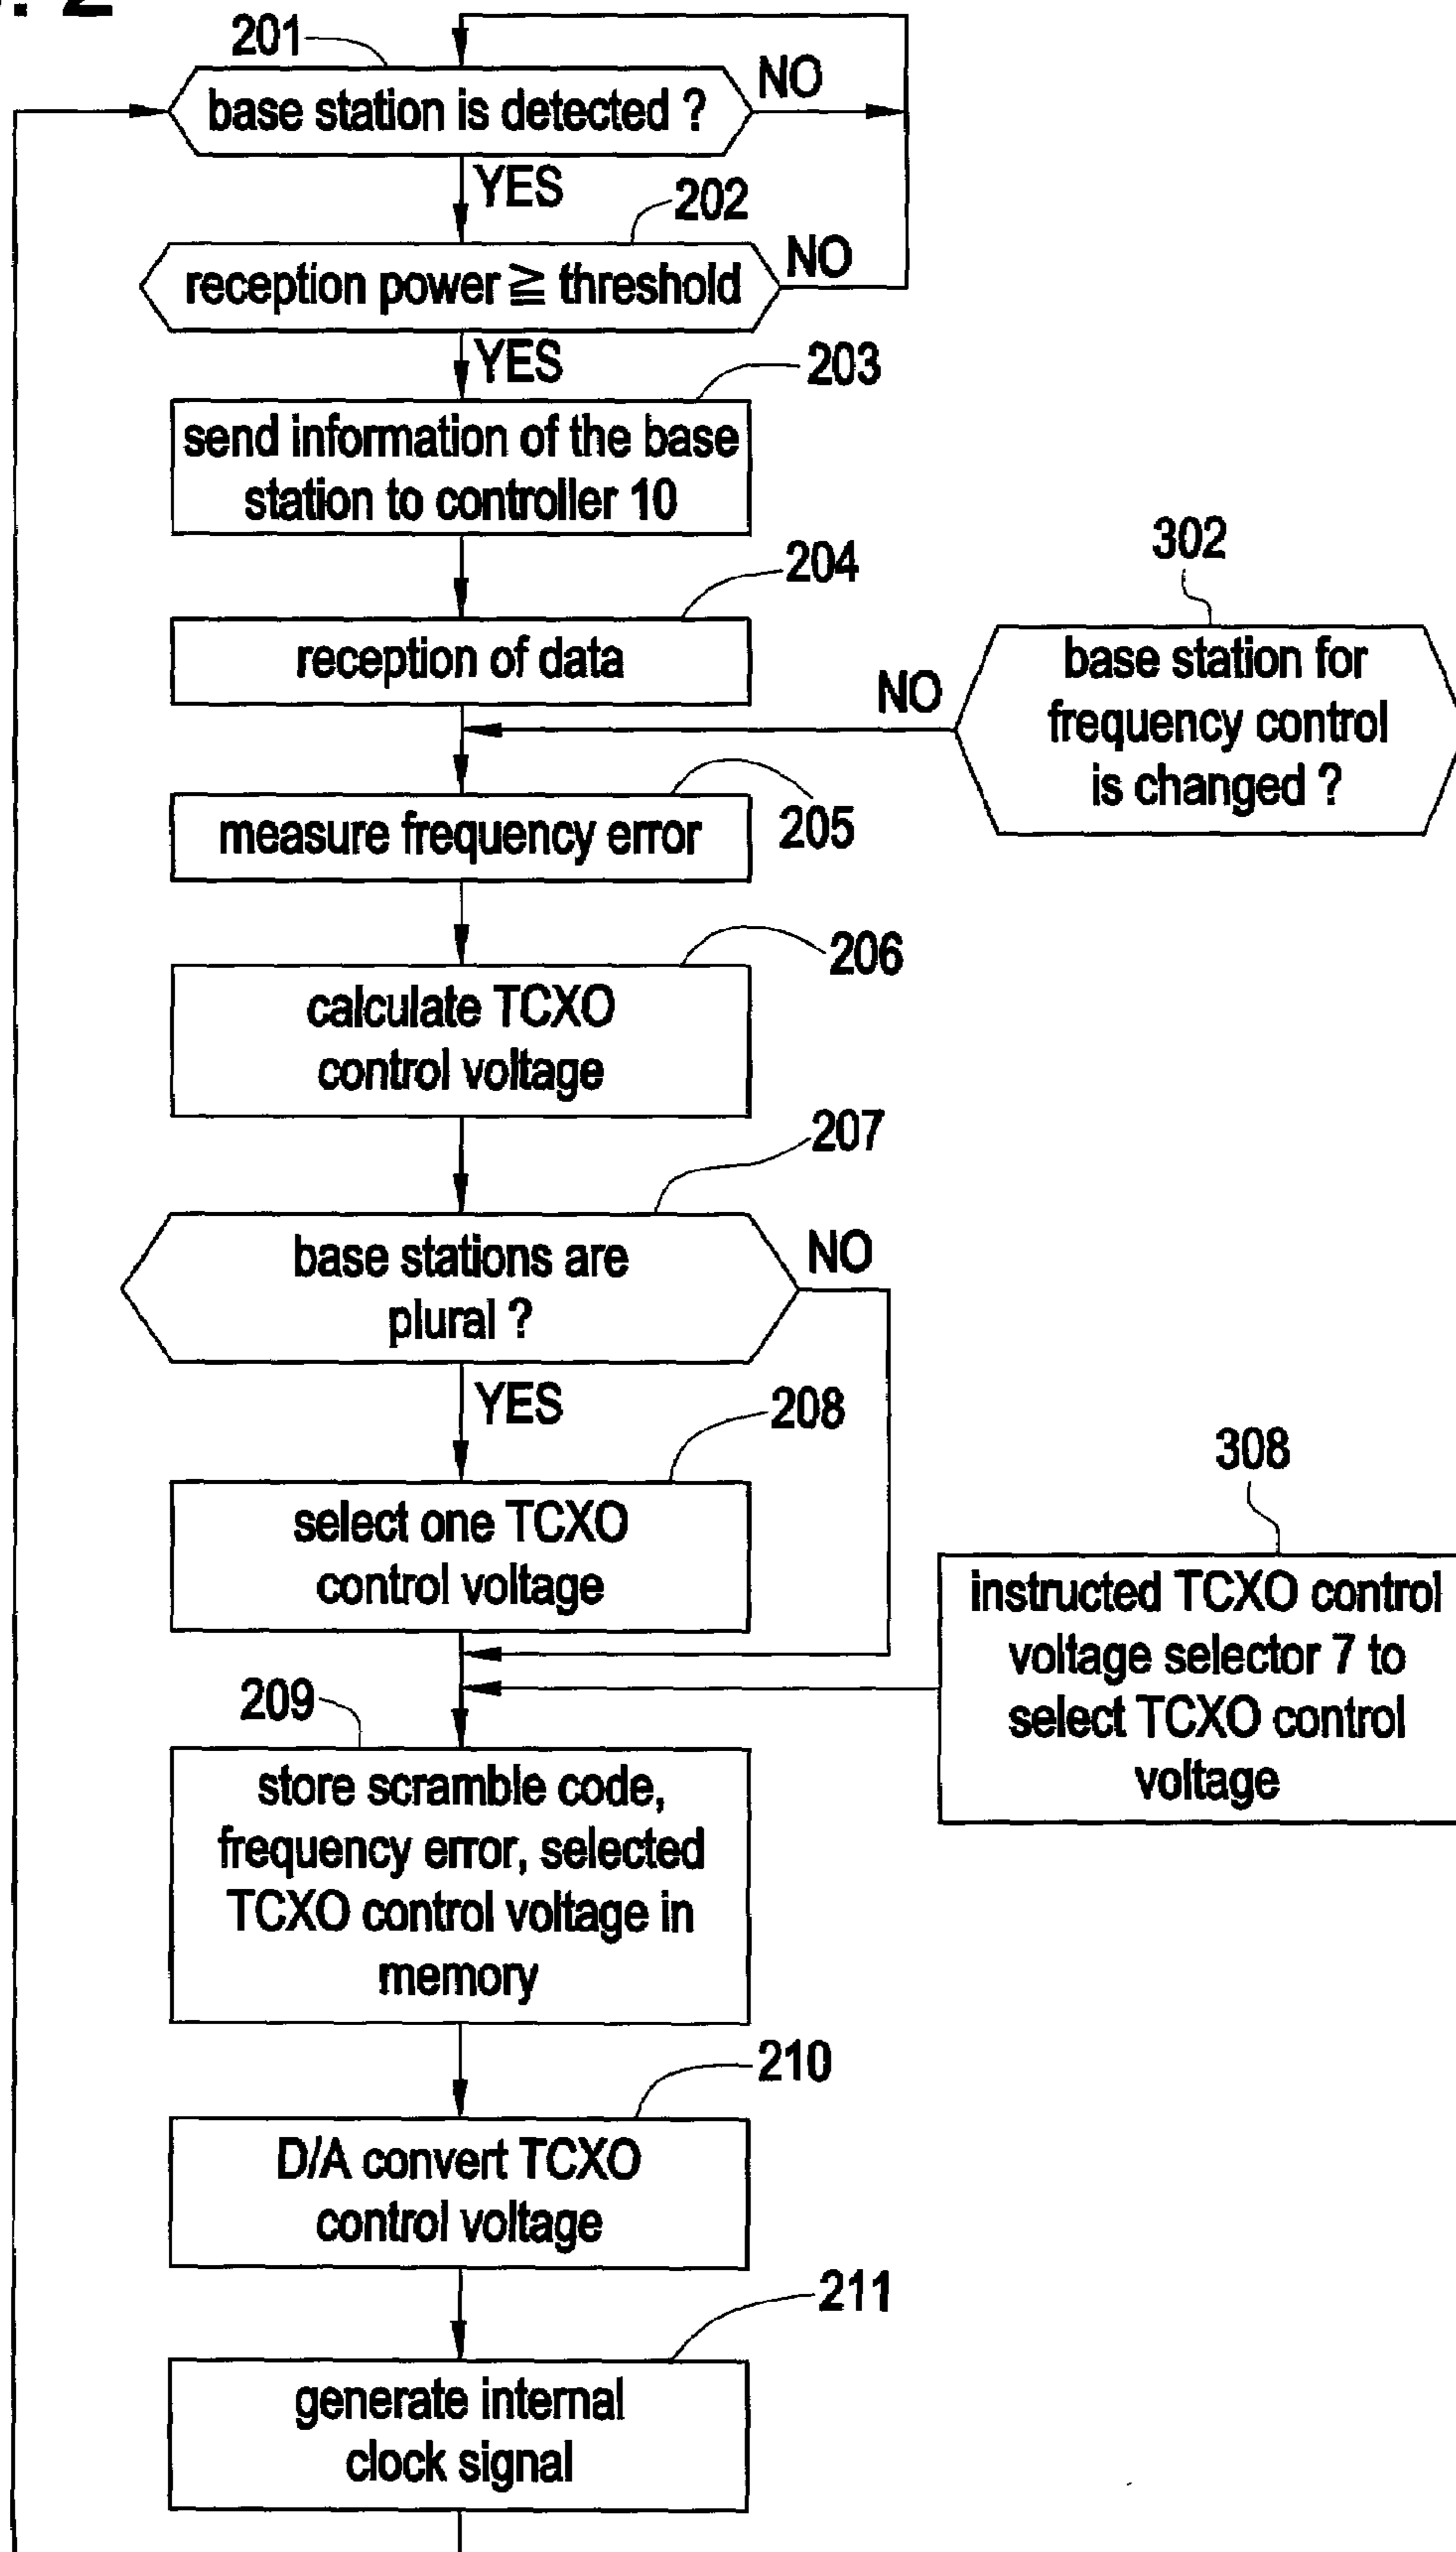 2
201
base station is detected ?
NO
YES
202
reception power ≧ threshold
NO
YES
203
send information of the base
station to controller 10
204
reception of data
302
base station for
frequency control
is changed ?
NO
205
measure frequency error
206
calculate TCXO
control voltage
207
base stations are
plural ?
NO
YES
208
select one TCXO
control voltage
308
instructed TCXO control
voltage selector 7 to
select TCXO control
voltage
209
store scramble code,
frequency error, selected
TCXO control voltage in
memory
210
D/A convert TCXO
control voltage
211
generate internal
clock signal